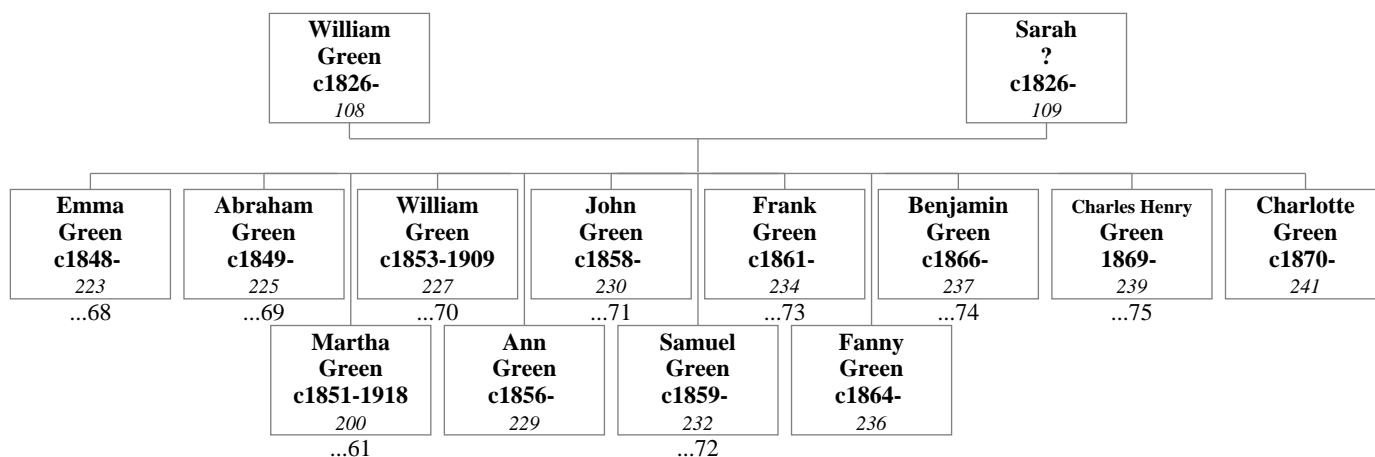 William
Green
c1826-
108
Sarah
?
c1826-
109
Emma
Green
c1848-
223
...68
Abraham
Green
c1849-
225
...69
William
Green
c1853-1909
227
...70
John
Green
c1858-
230
...71
Frank
Green
c1861-
234
...73
Benjamin
Green
c1866-
237
...74
Charles Henry
Green
1869-
239
...75
Charlotte
Green
c1870-
241
Martha
Green
c1851-1918
200
...61
Ann
Green
c1856-
229
Samuel
Green
c1859-
232
...72
Fanny
Green
c1864-
236